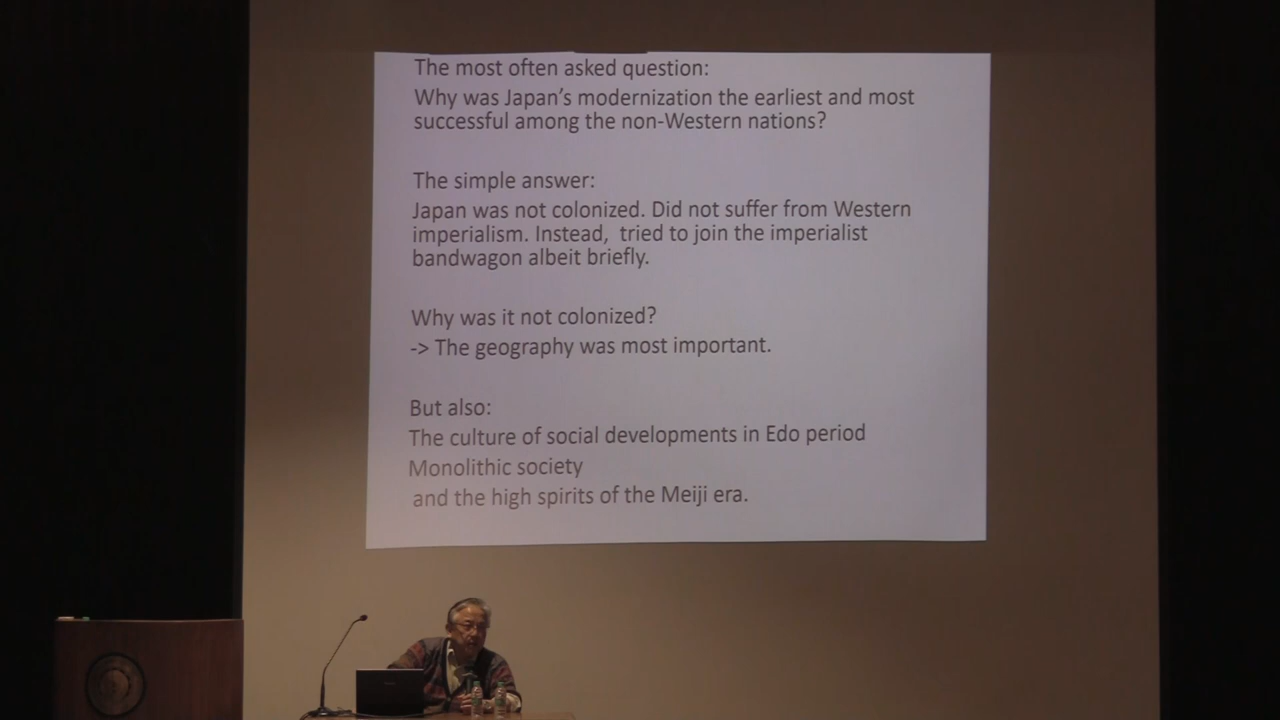 The most often asked question:
Why was Japan's modernization the earliest and most
successful among the non-Western nations?
The simple answer:
Japan was not colonized. Did not suffer from Western
imperialism. Instead, tried to join the imperialist
bandwagon albeit briefly.
Why was it not colonized?
-> The geography was most important.
But also:
The culture of social developments in Edo period
Monolithic society
and the high spirits of the Meiji era.